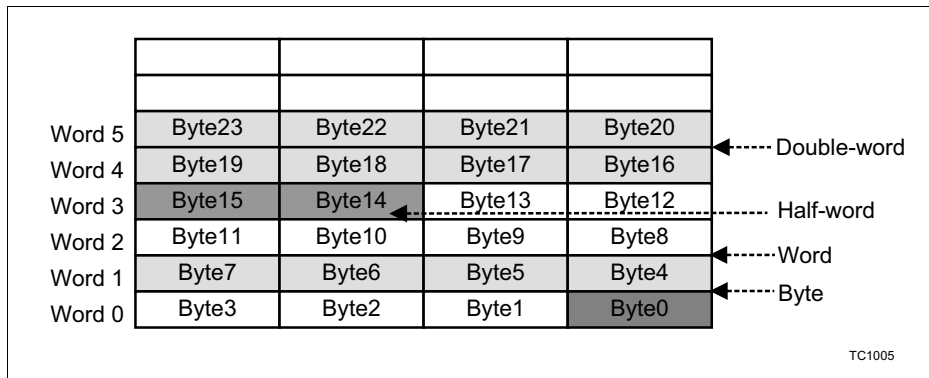 Word 5 Byte23 Byte22 Byte21 Byte20
Double-word
Word 4 Byte19 Byte18 Byte17 Byte16
Word 3 Byte15 Byte14 Byte13 Byte12
Half-word
Word 2 Byte11 Byte10 Byte9 Byte8
Word
Word 1 Byte7 Byte6 Byte5 Byte4
Byte
Word 0 Byte3 Byte2 Byte1 Byte0
TC1005